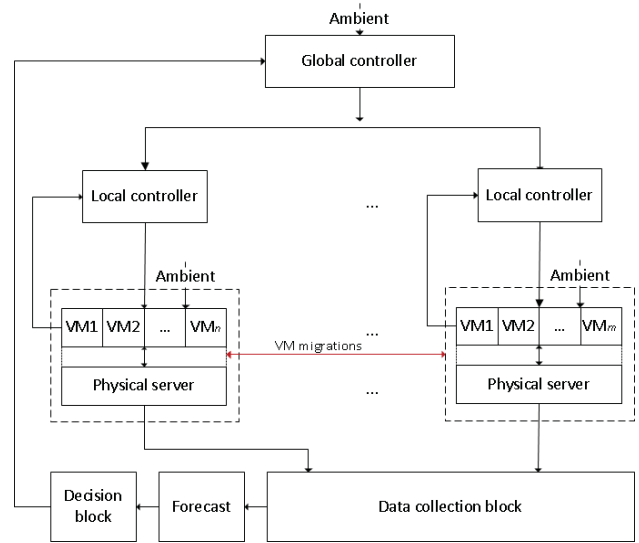 Ambient
Global controller
Local controller
...
Local controller
Ambient
Ambient
VM1 VM2 ... VMn
...
VM1 VM2 ... VMm
VM migrations
Physical server
...
Physical server
Decision
block
Forecast
Data collection block